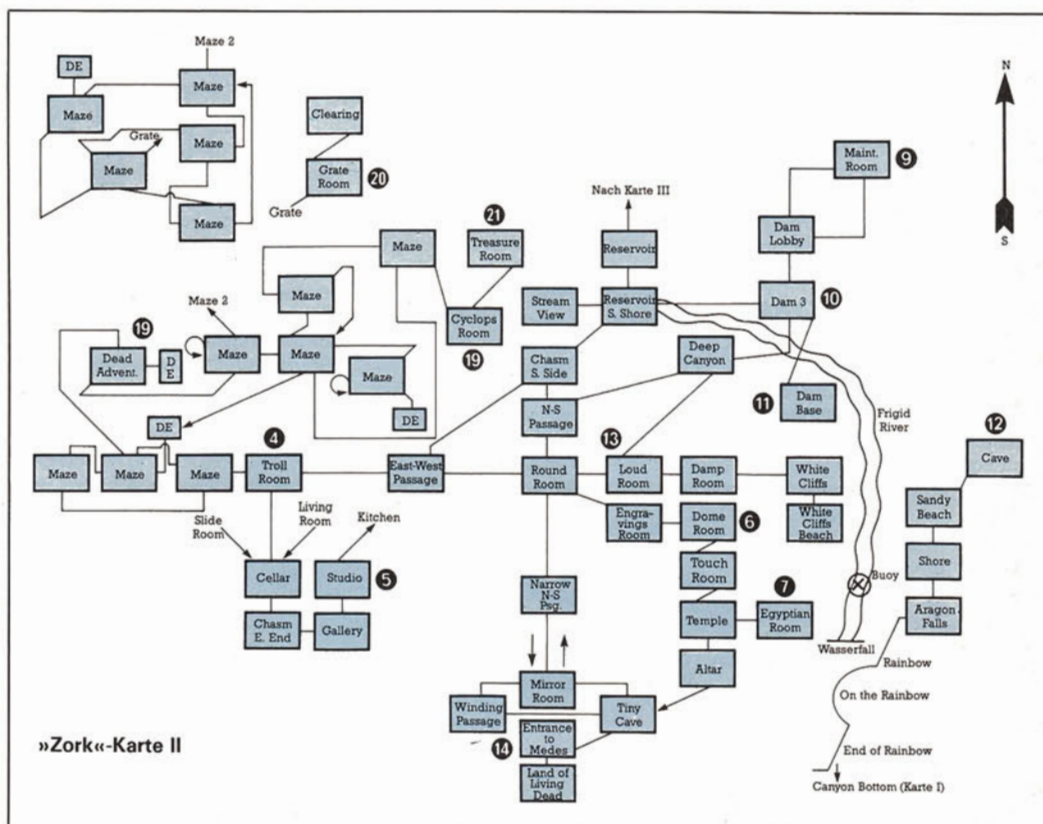 Maze 2
DE
Maze
Maze
Grate
Maze
Maze
Maze
Clearing
Grate
Room
20
Grate
N
S
Maint.
Room
9
Nach Karte III
21
Maze
Treasure
Room
Reservoir
Dam
Lobby
Maze
Stream
View
Reservoir
S. Shore
Dam 3
10
Maze 2
Cyclops
Room
19
19
Dead
Advent.
D
E
Maze
Maze
Maze
DE
Chasm
S. Side
Deep
Canyon
N-S
Passage
11
Dam
Base
Frigid
River
12
Cave
DE
4
13
Maze
Maze
Maze
Troll
Room
East-West
Passage
Round
Room
Loud
Room
Damp
Room
White
Cliffs
Engra-
vings
Room
Dome
Room
6
White
Cliffs
Beach
Sandy
Beach
Slide
Room
Living
Room
Kitchen
Cellar
Studio
5
Touch
Room
Shore
Chasm
E. End
Gallery
Narrow
N-S
Psg.
7
Temple
Egyptian
Room
Buoy
Aragon
Falls
Wasserfall
Altar
Rainbow
Mirror
Room
Winding
Passage
Tiny
Cave
On the Rainbow
14
Entrance
to
Medes
Land of
Living
Dead
End of Rainbow
Canyon Bottom (Karte I)
»Zork«-Karte II